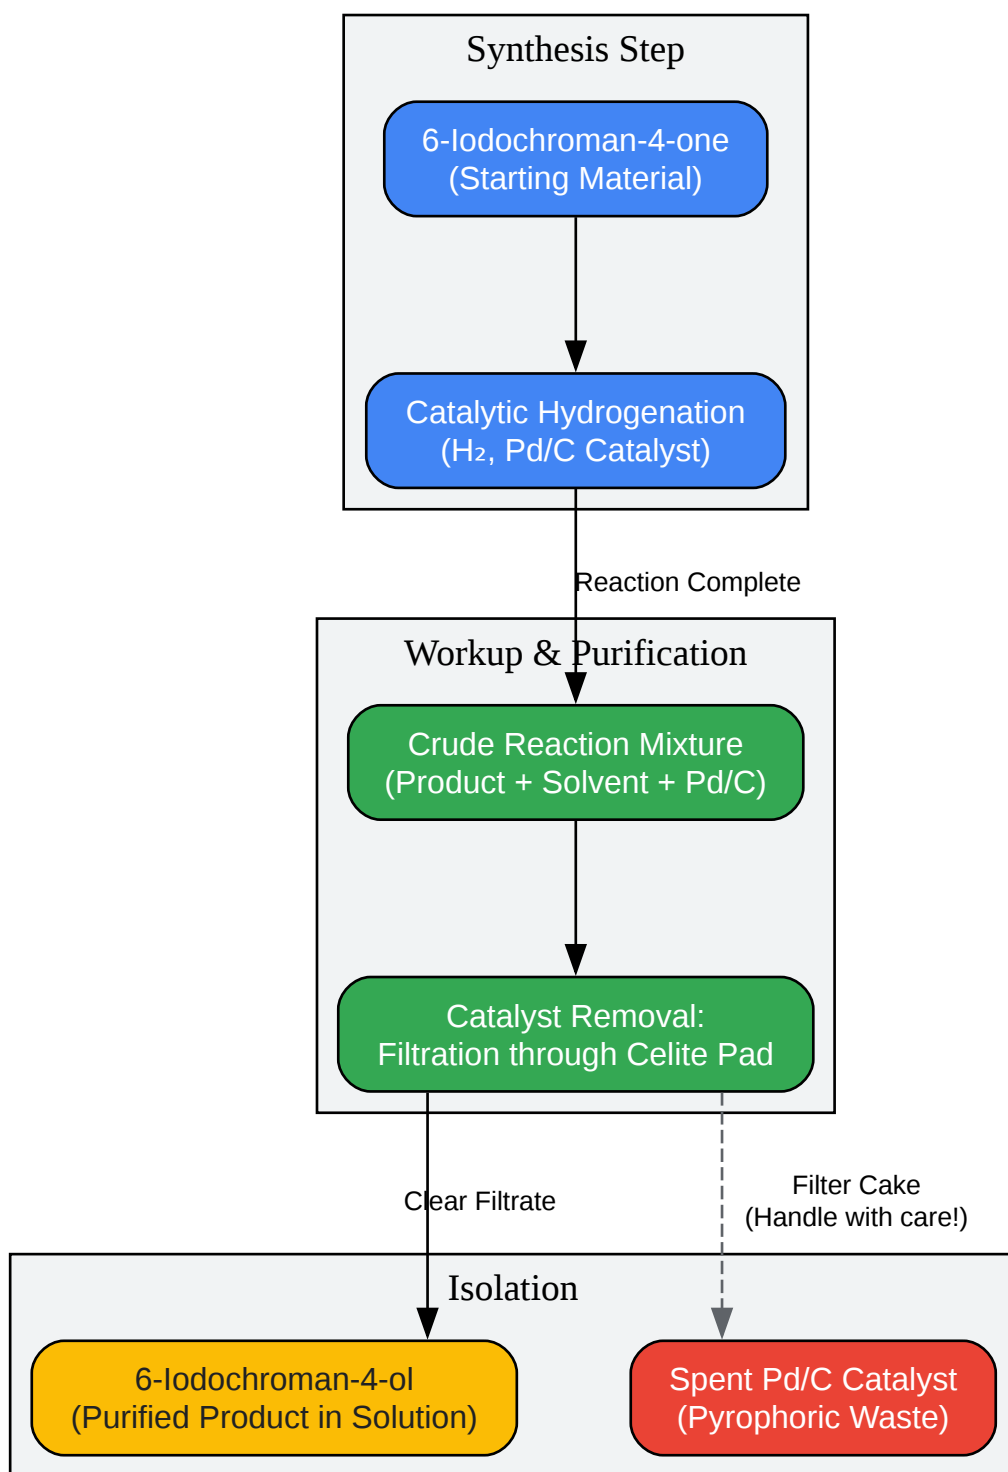 Synthesis Step
6-Iodochroman-4-one
(Starting Material)
Catalytic Hydrogenation
(H₂, Pd/C Catalyst)
Reaction Complete
Workup & Purification
Crude Reaction Mixture
(Product + Solvent + Pd/C)
Catalyst Removal:
Filtration through Celite Pad
Clear Filtrate
Filter Cake
(Handle with care!)
Isolation
6-Iodochroman-4-ol
(Purified Product in Solution)
Spent Pd/C Catalyst
(Pyrophoric Waste)